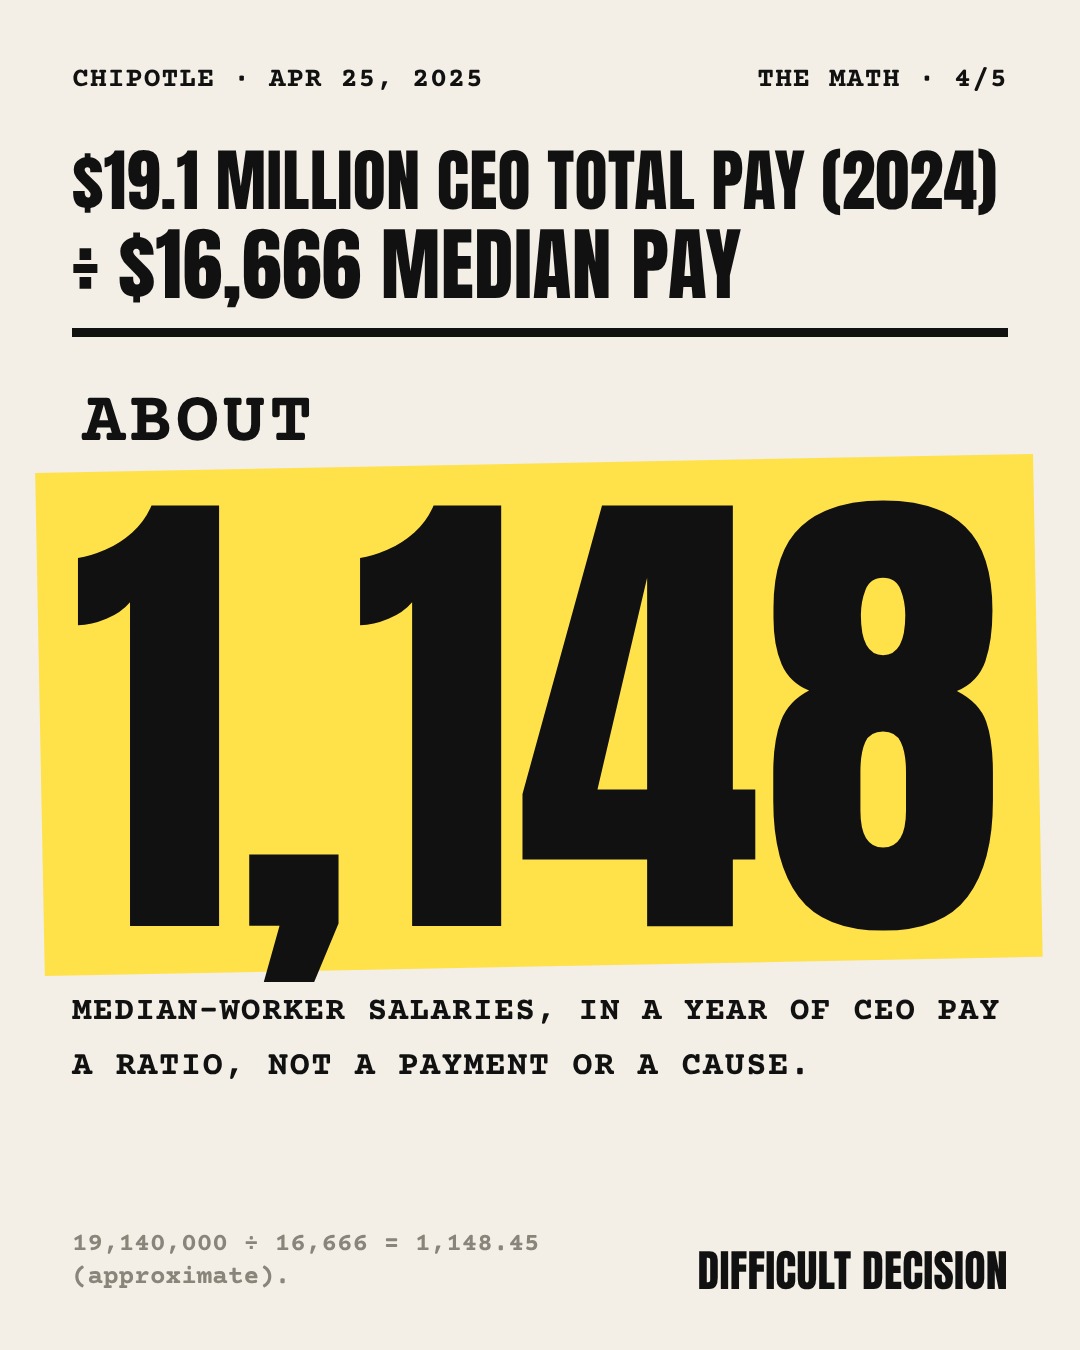 CHIPOTLE · APR 25, 2025
THE MATH · 4/5
$19.1 MILLION CEO TOTAL PAY (2024)
÷ $16,666 MEDIAN PAY
ABOUT
1,148
MEDIAN-WORKER SALARIES, IN A YEAR OF CEO PAY
A RATIO, NOT A PAYMENT OR A CAUSE.
19,140,000 ÷ 16,666 = 1,148.45
(approximate).
DIFFICULT DECISION